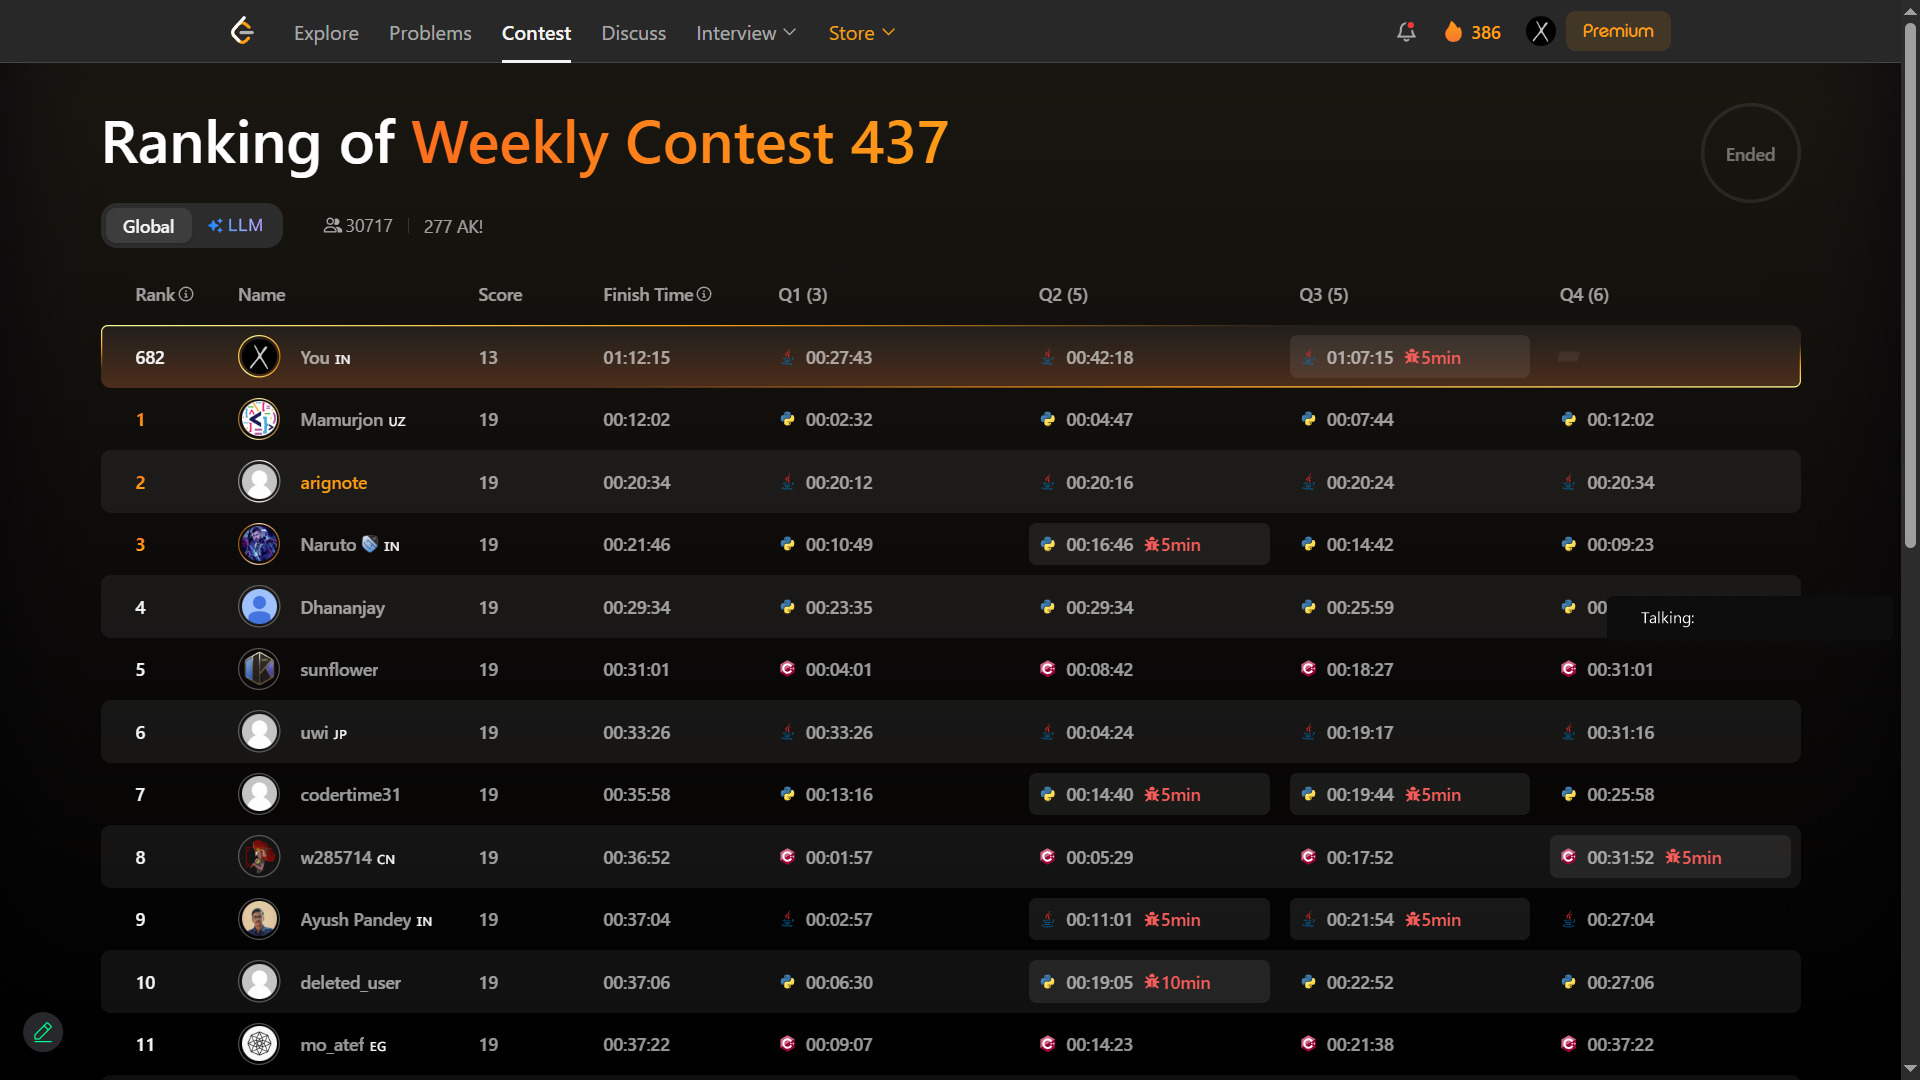 Explore Problems Contest Discuss Interview Store 386 X Premium
Ranking of Weekly Contest 437
Ended
Global LLM 30717 277 AK!
Rank Name Score Finish Time Q1 (3) Q2 (5) Q3 (5) Q4 (6)
682 X You IN 13 01:12:15 00:27:43 00:42:18 01:07:15 5min
1 Mamurjon UZ 19 00:12:02 00:02:32 00:04:47 00:07:44 00:12:02
2 arignote 19 00:20:34 00:20:12 00:20:16 00:20:24 00:20:34
3 Naruto IN 19 00:21:46 00:10:49 00:16:46 5min 00:14:42 00:09:23
4 Dhananjay 19 00:29:34 00:23:35 00:29:34 00:25:59 00
Talking:
5 sunflower 19 00:31:01 00:04:01 00:08:42 00:18:27 00:31:01
6 uwi JP 19 00:33:26 00:33:26 00:04:24 00:19:17 00:31:16
7 codertime31 19 00:35:58 00:13:16 00:14:40 5min 00:19:44 5min 00:25:58
8 w285714 CN 19 00:36:52 00:01:57 00:05:29 00:17:52 00:31:52 5min
9 Ayush Pandey IN 19 00:37:04 00:02:57 00:11:01 5min 00:21:54 5min 00:27:04
10 deleted_user 19 00:37:06 00:06:30 00:19:05 10min 00:22:52 00:27:06
11 mo_atef EG 19 00:37:22 00:09:07 00:14:23 00:21:38 00:37:22